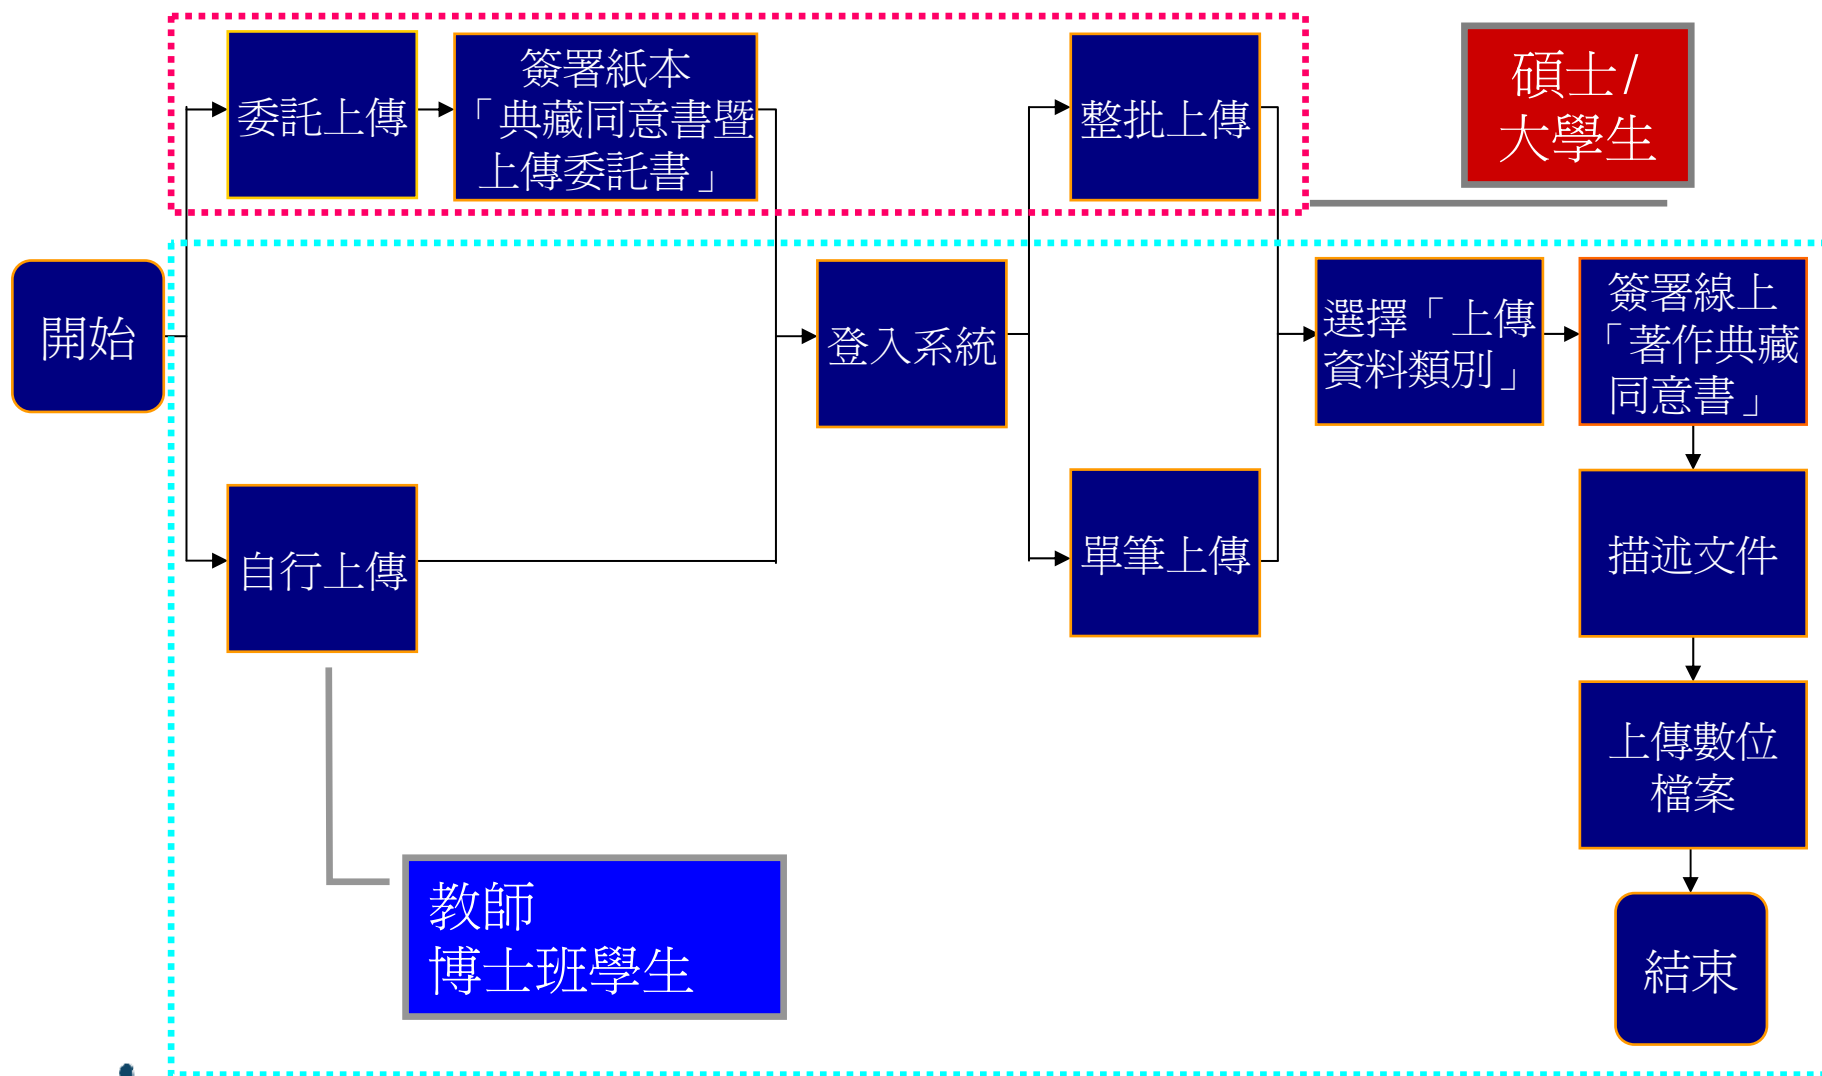 委託上傳
簽署紙本
「典藏同意書暨
上傳委託書」
整批上傳
碩士/
大學生
開始
登入系統
選擇「上傳
資料類別」
簽署線上
「著作典藏
同意書」
自行上傳
單筆上傳
描述文件
上傳數位
檔案
教師
博士班學生
結束